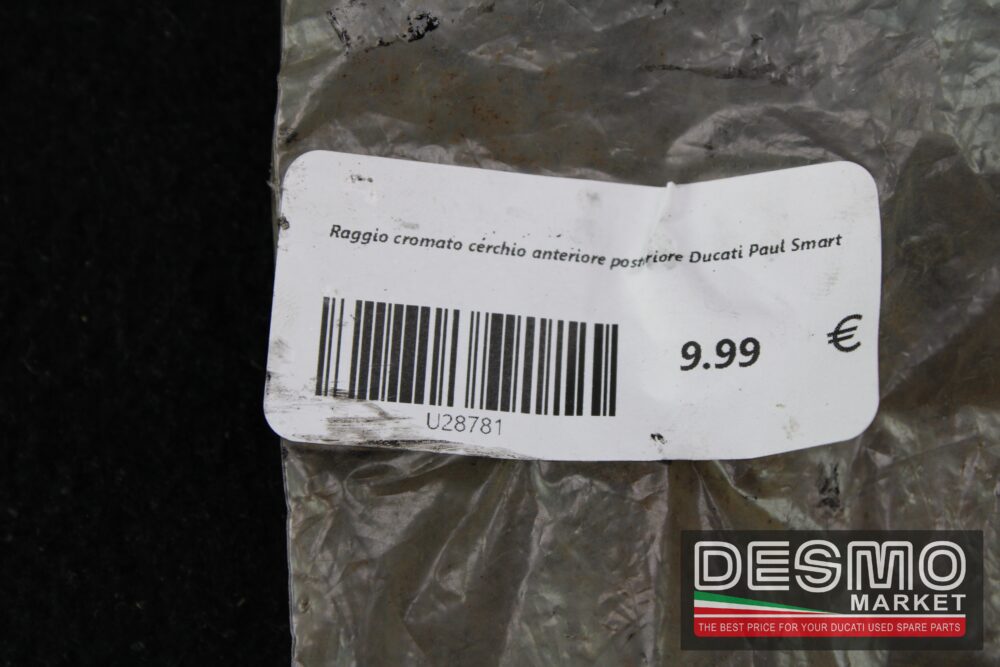 Raggio cromato cerchio anteriore posteriore Ducati Paul Smart
9.99 €
U28781
DESMO
MARKET
THE BEST PRICE FOR YOUR DUCATI USED SPARE PARTS